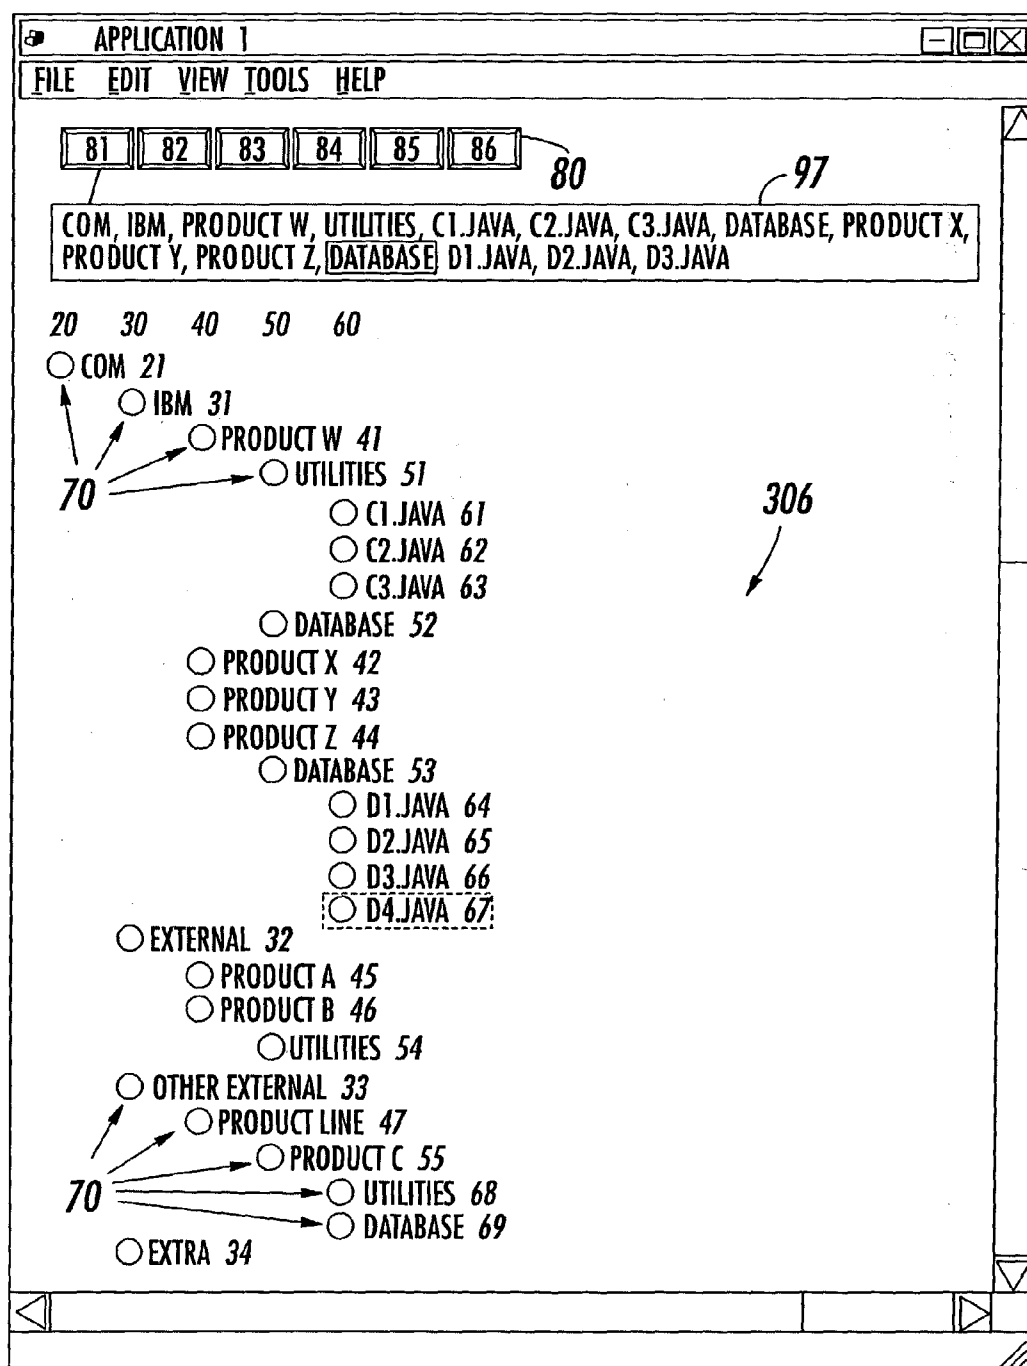 APPLICATION 1
FILE EDIT VIEW TOOLS HELP
81 82 83 84 85 86
80
97
COM, IBM, PRODUCT W, UTILITIES, C1.JAVA, C2.JAVA, C3.JAVA, DATABASE, PRODUCT X,
PRODUCT Y, PRODUCT Z, DATABASE D1.JAVA, D2.JAVA, D3.JAVA
20 30 40 50 60
COM 21
IBM 31
PRODUCT W 41
UTILITIES 51
70
306
C1.JAVA 61
C2.JAVA 62
C3.JAVA 63
DATABASE 52
PRODUCT X 42
PRODUCT Y 43
PRODUCT Z 44
DATABASE 53
D1.JAVA 64
D2.JAVA 65
D3.JAVA 66
D4.JAVA 67
EXTERNAL 32
PRODUCT A 45
PRODUCT B 46
UTILITIES 54
OTHER EXTERNAL 33
PRODUCT LINE 47
PRODUCT C 55
70
UTILITIES 68
DATABASE 69
EXTRA 34